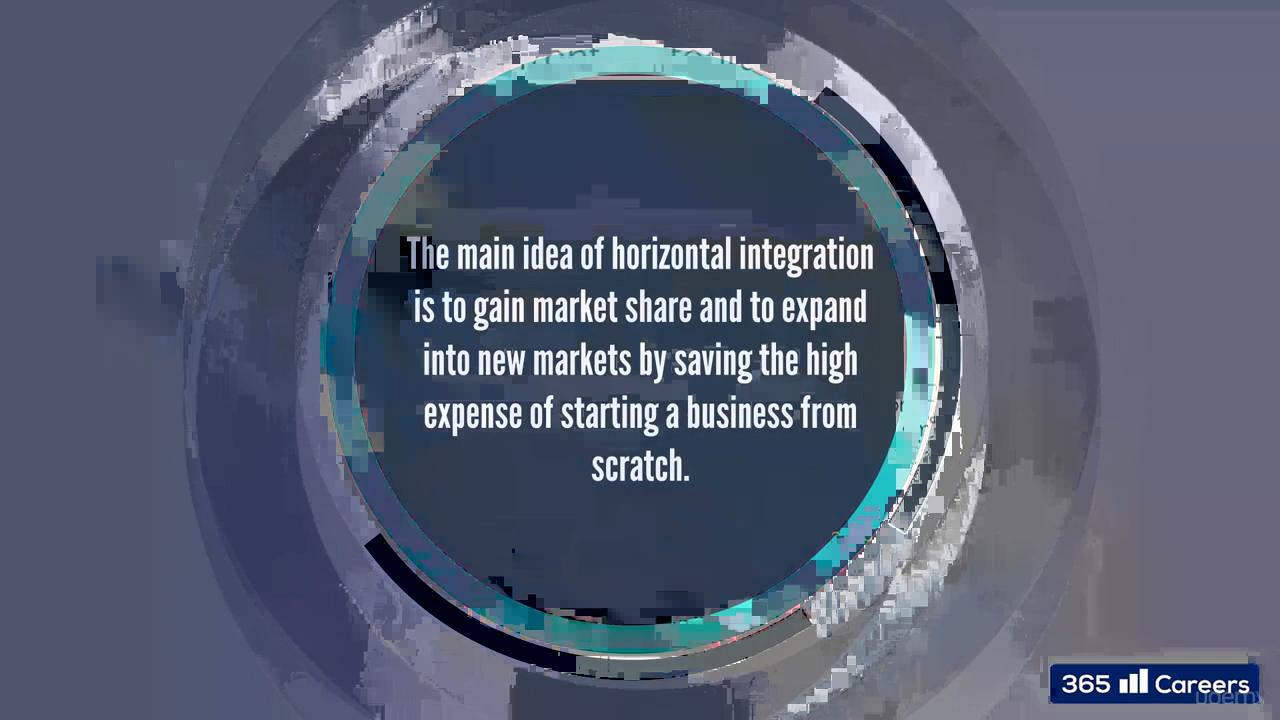 The main idea of horizontal integration
is to gain market share and to expand
into new markets by saving the high
expense of starting a business from
scratch.
365 Careers
udemy